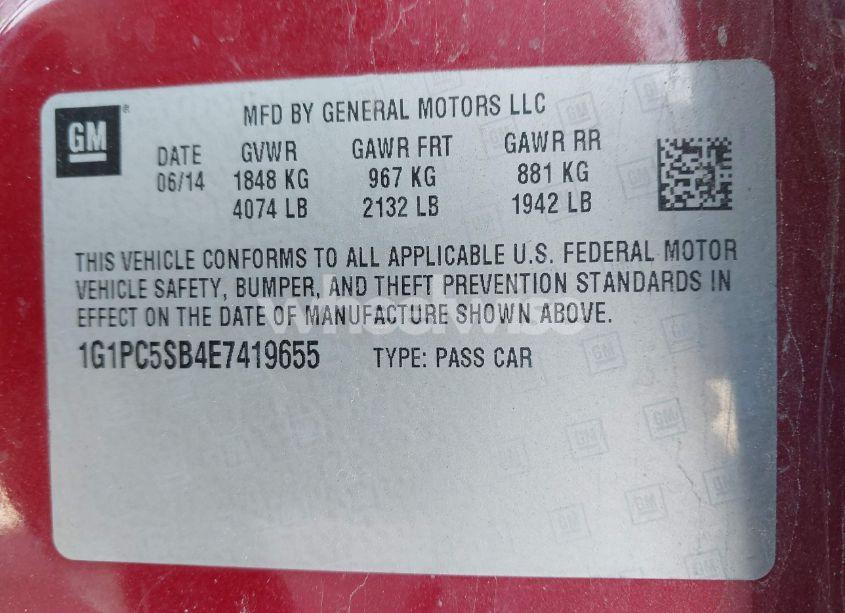 GM ®
MFD BY GENERAL MOTORS LLC
DATE GVWR GAWR FRT GAWR RR
06/14 1848 KG 967 KG 881 KG
4074 LB 2132 LB 1942 LB
THIS VEHICLE CONFORMS TO ALL APPLICABLE U.S. FEDERAL MOTOR
VEHICLE SAFETY, BUMPER, AND THEFT PREVENTION STANDARDS IN
EFFECT ON THE DATE OF MANUFACTURE SHOWN ABOVE.
1G1PC5SB4E7419655 TYPE: PASS CAR